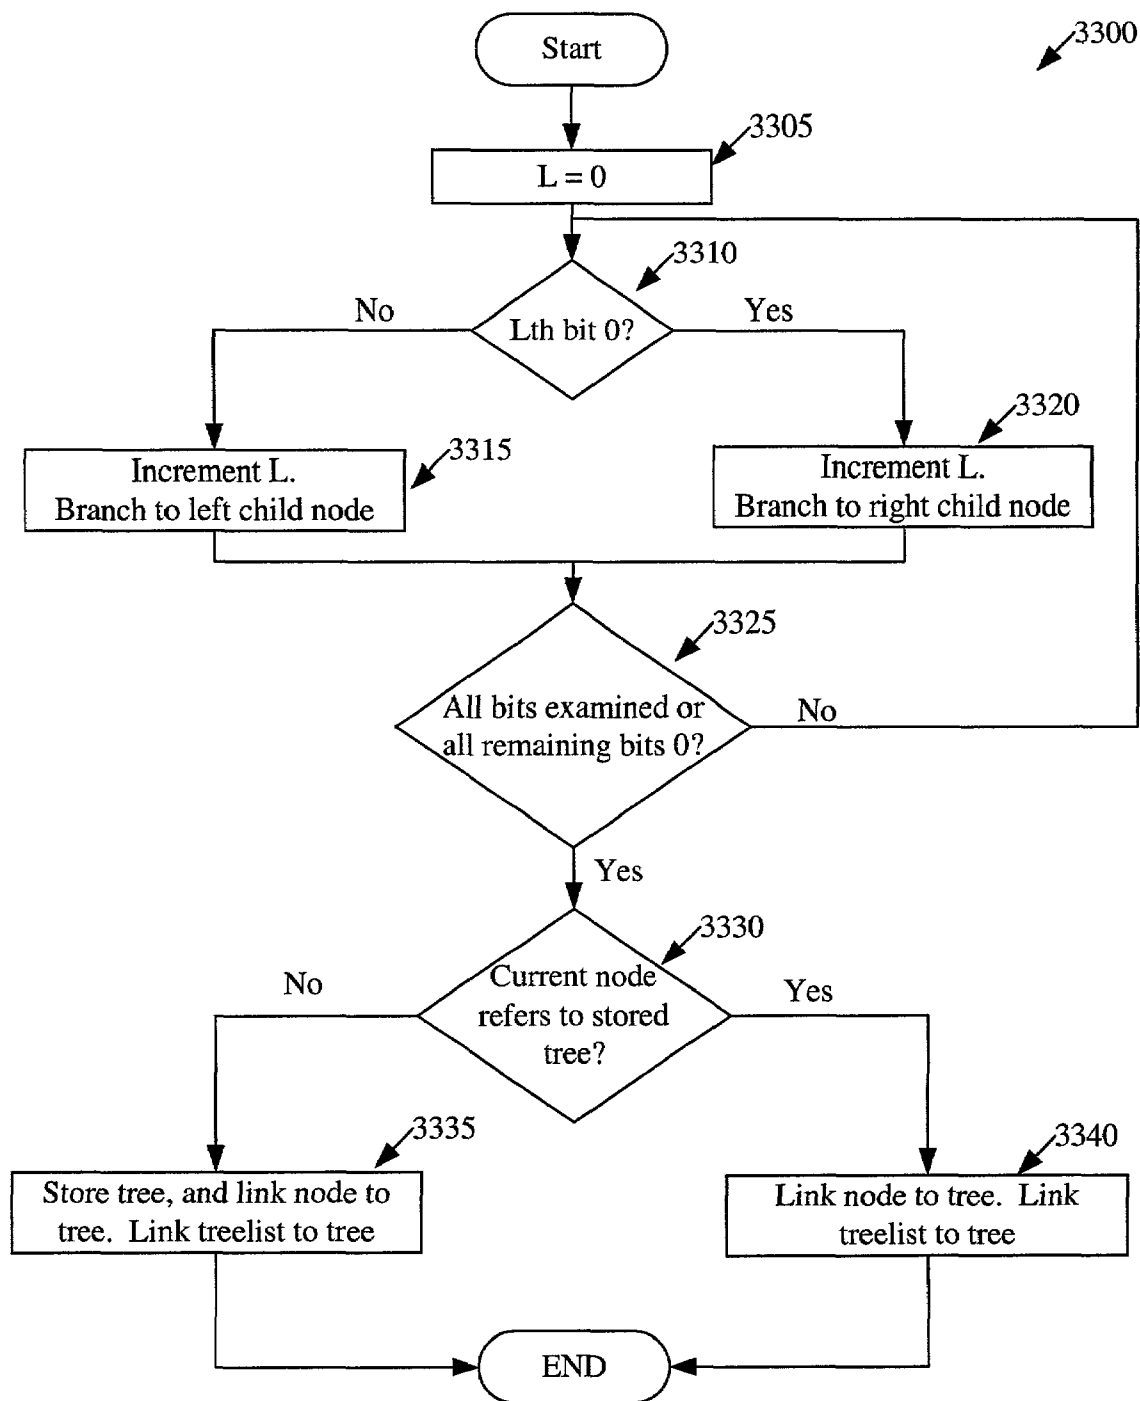 Start
3300
3305
L = 0
3310
No
Lth bit 0?
Yes
3320
3315
Increment L.
Branch to left child node
Increment L.
Branch to right child node
3325
All bits examined or
all remaining bits 0?
No
Yes
3330
No
Current node
refers to stored
tree?
Yes
3335
3340
Store tree, and link node to
tree. Link treelist to tree
Link node to tree. Link
treelist to tree
END